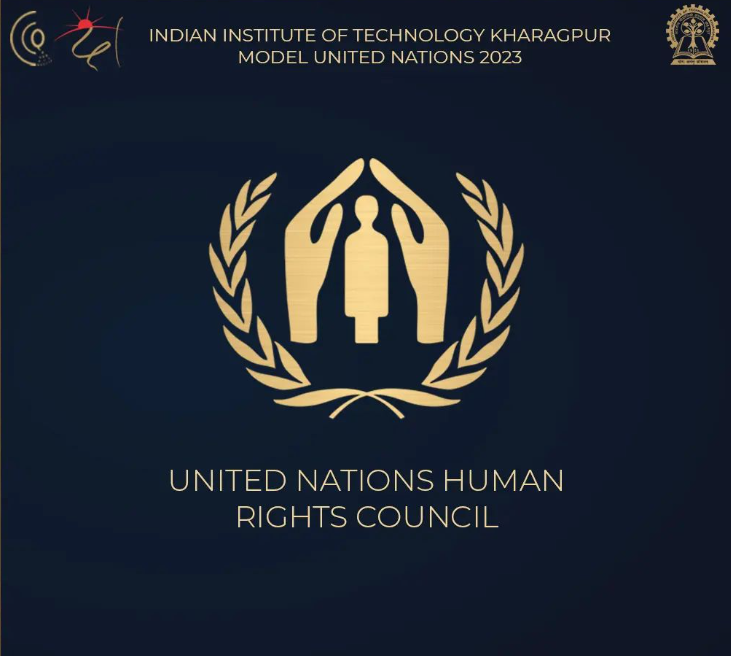 INDIAN INSTITUTE OF TECHNOLOGY KHARAGPUR
MODEL UNITED NATIONS 2023
UNITED NATIONS HUMAN
RIGHTS COUNCIL